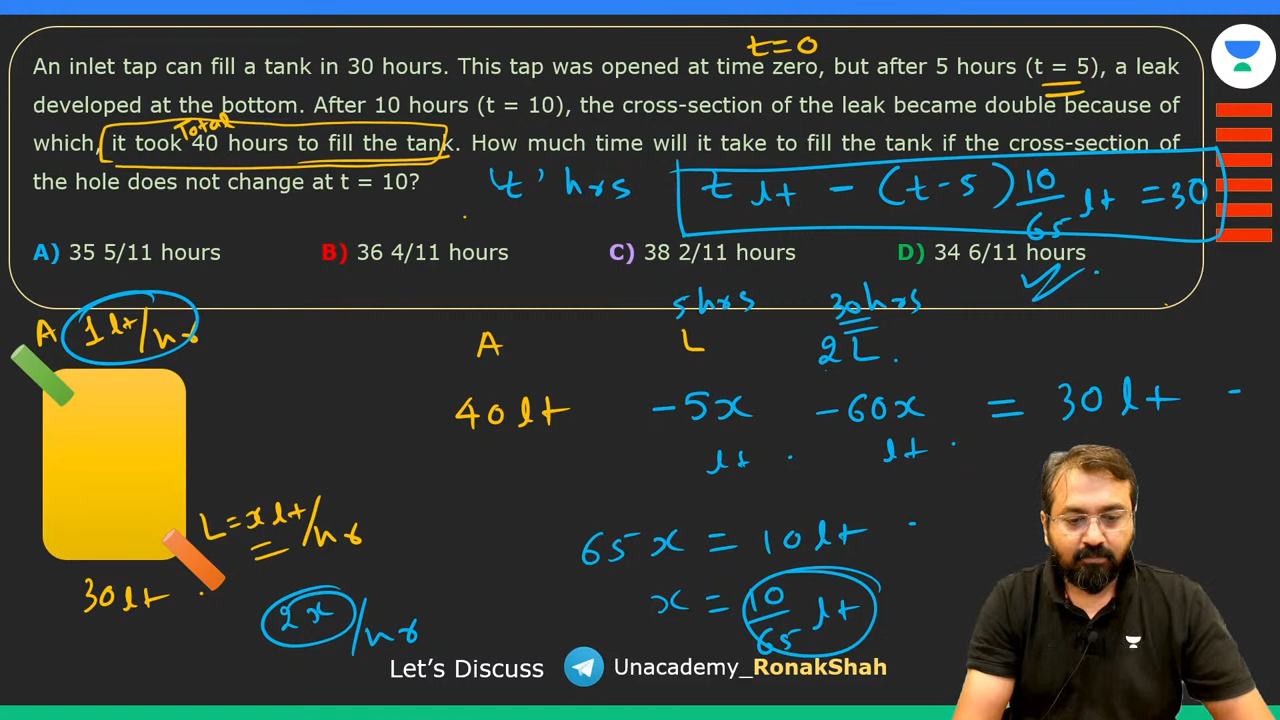 t = 0
An inlet tap can fill a tank in 30 hours. This tap was opened at time zero, but after 5 hours (t = 5), a leak
developed at the bottom. After 10 hours (t = 10), the cross-section of the leak became double because of
Total
which, it took 40 hours to fill the tank. How much time will it take to fill the tank if the cross-section of
the hole does not change at t = 10?
't' hrs
t lt - (t-5) 10/65 lt = 30
A) 35 5/11 hours
B) 36 4/11 hours
C) 38 2/11 hours
D) 34 6/11 hours
5hrs 30hrs
A 1 lt/hr
A L 2L
40 lt -5x -60x = 30 lt
lt lt
L = x lt/hr
65x = 10 lt
30 lt
2x/hr
x = 10/65 lt
Let's Discuss Unacademy_RonakShah